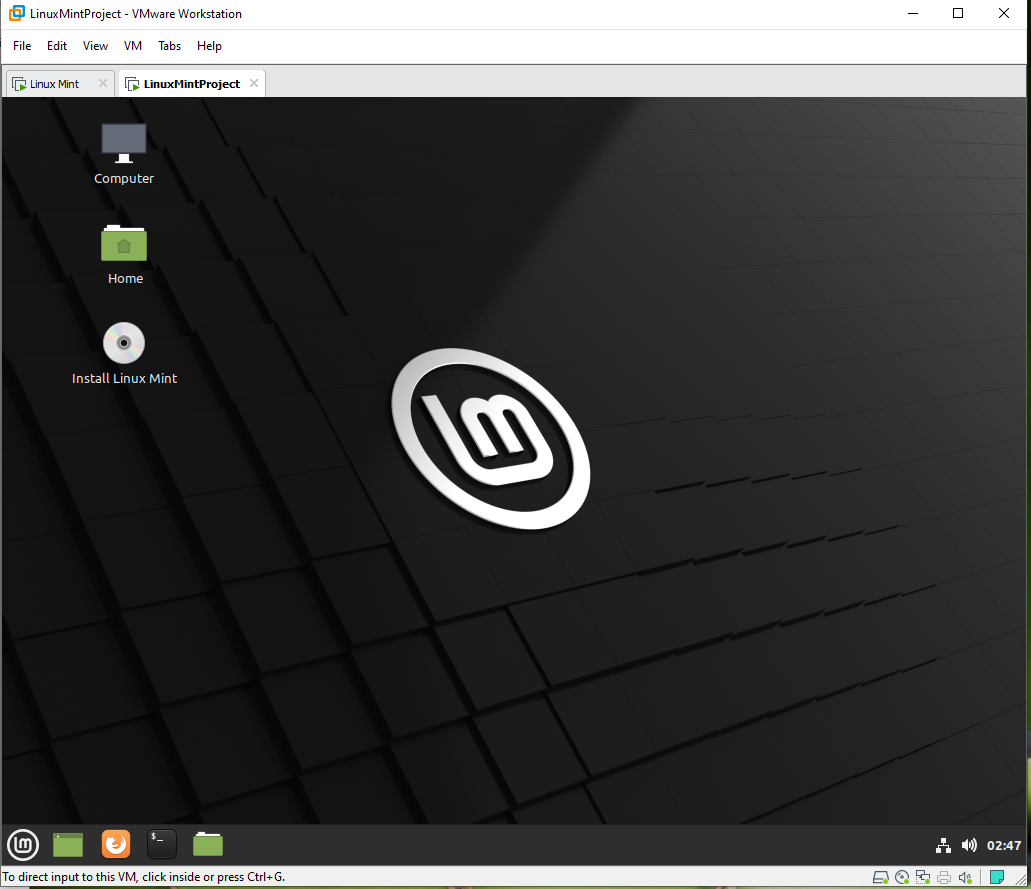 LinuxMintProject - VMware Workstation
File Edit View VM Tabs Help
Linux Mint LinuxMintProject
Computer
Home
Install Linux Mint
$_
02:47
To direct input to this VM, click inside or press Ctrl+G.